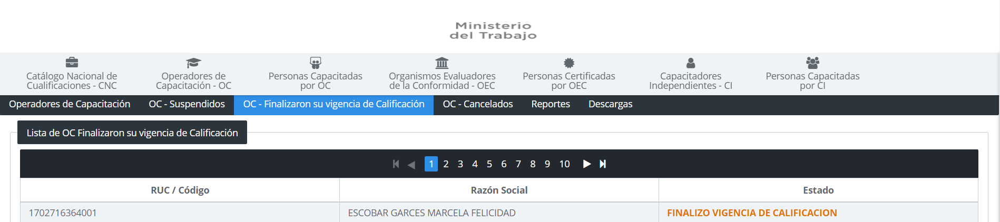 Ministerio
del Trabajo
Catálogo Nacional de
Cualificaciones - CNC
Operadores de
Capacitación - OC
Personas Capacitadas
por OC
Organismos Evaluadores
de la Conformidad - OEC
Personas Certificadas
por OEC
Capacitadores
Independientes - CI
Personas Capacitadas
por CI
Operadores de Capacitación OC - Suspendidos OC - Finalizaron su vigencia de Calificación OC - Cancelados Reportes Descargas
Lista de OC Finalizaron su vigencia de Calificación
1 2 3 4 5 6 7 8 9 10
RUC / Código Razón Social Estado
1702716364001 ESCOBAR GARCES MARCELA FELICIDAD FINALIZO VIGENCIA DE CALIFICACION